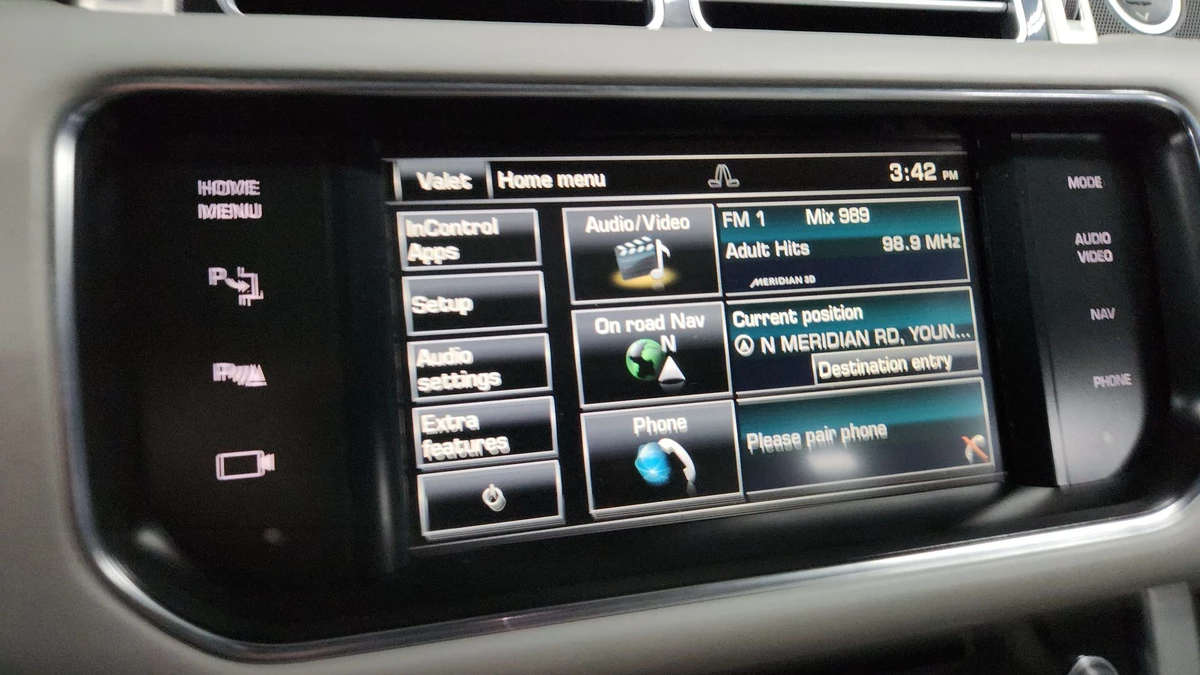 HOME
MENU
P
P
Valet
Home menu
3:42 PM
InControl
Apps
Setup
Audio
settings
Extra
features
Audio/Video
FM 1 Mix 989
Adult Hits 98.9 MHz
MERIDIAN 3D
On road Nav
N
Current position
N MERIDIAN RD, YOUN...
Destination entry
Phone
Please pair phone
MODE
AUDIO
VIDEO
NAV
PHONE